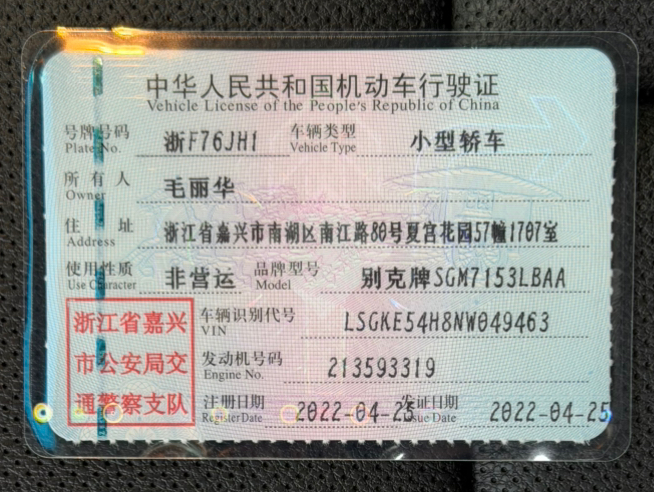 中华人民共和国机动车行驶证
Vehicle License of the People's Republic of China
号牌号码 浙F76JH1 车辆类型 小型轿车
Plate No. Vehicle Type
所有人 毛丽华
Owner
住址 浙江省嘉兴市南湖区南江路80号夏宫花园57幢1707室
Address
使用性质 非营运 品牌型号 别克牌SGM7153LBAA
Use Character Model
浙江省嘉兴
市公安局交
通警察支队
车辆识别代号 LSGKE54H8NW049463
VIN
发动机号码 213593319
Engine No.
注册日期 2022-04-25 发证日期 2022-04-25
Register Date Issue Date